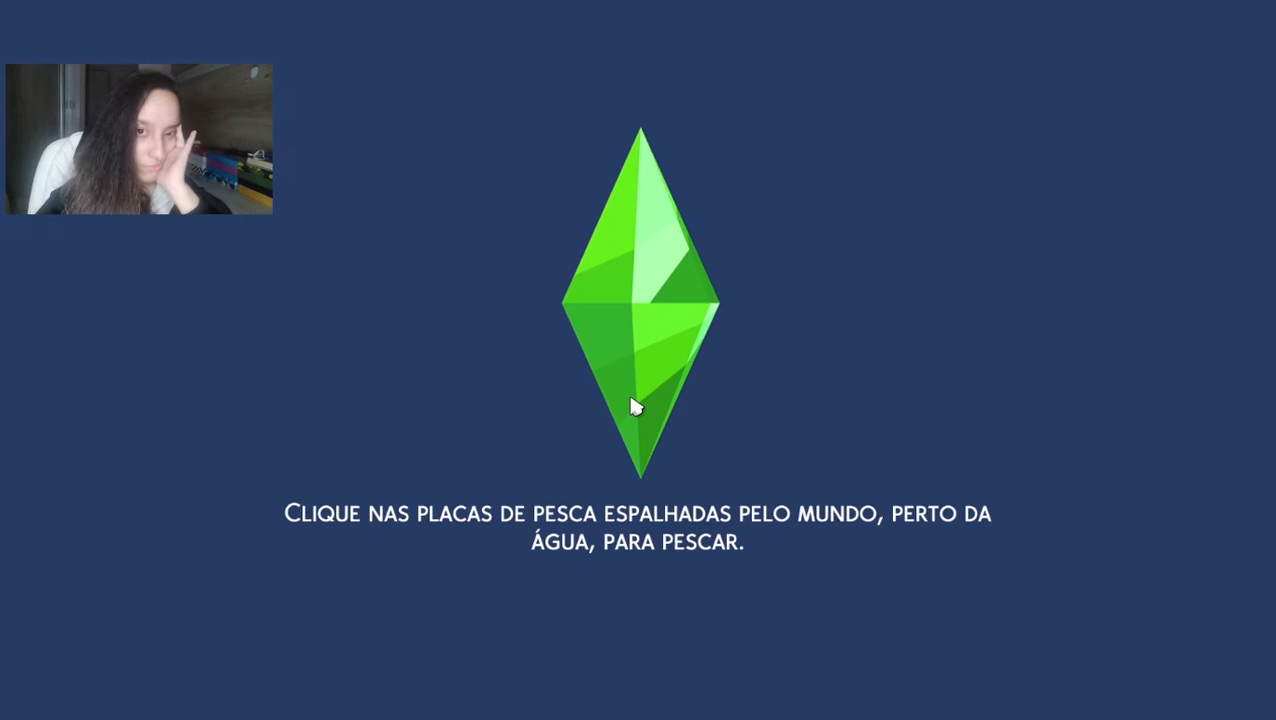 Clique nas placas de pesca espalhadas pelo mundo, perto da
água, para pescar.